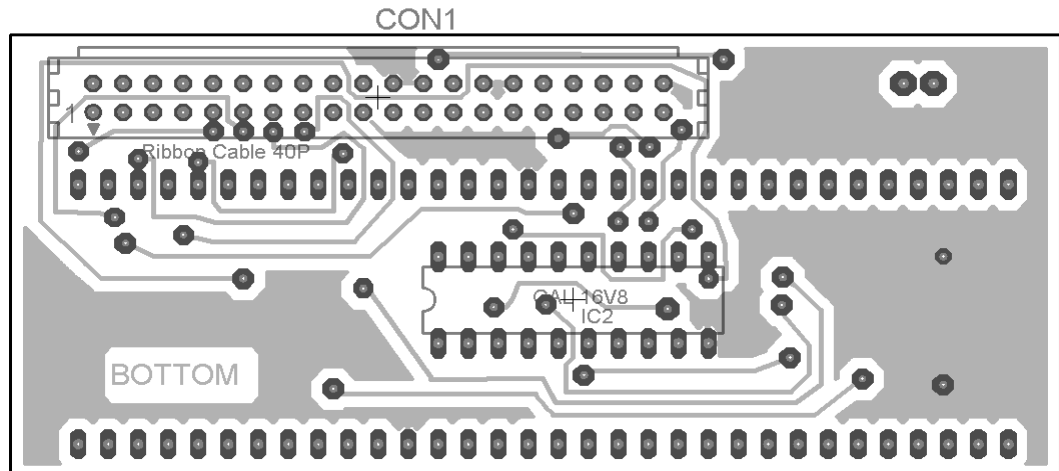 CON1
1
Ribbon Cable 40P
GAL 16V8
IC2
BOTTOM